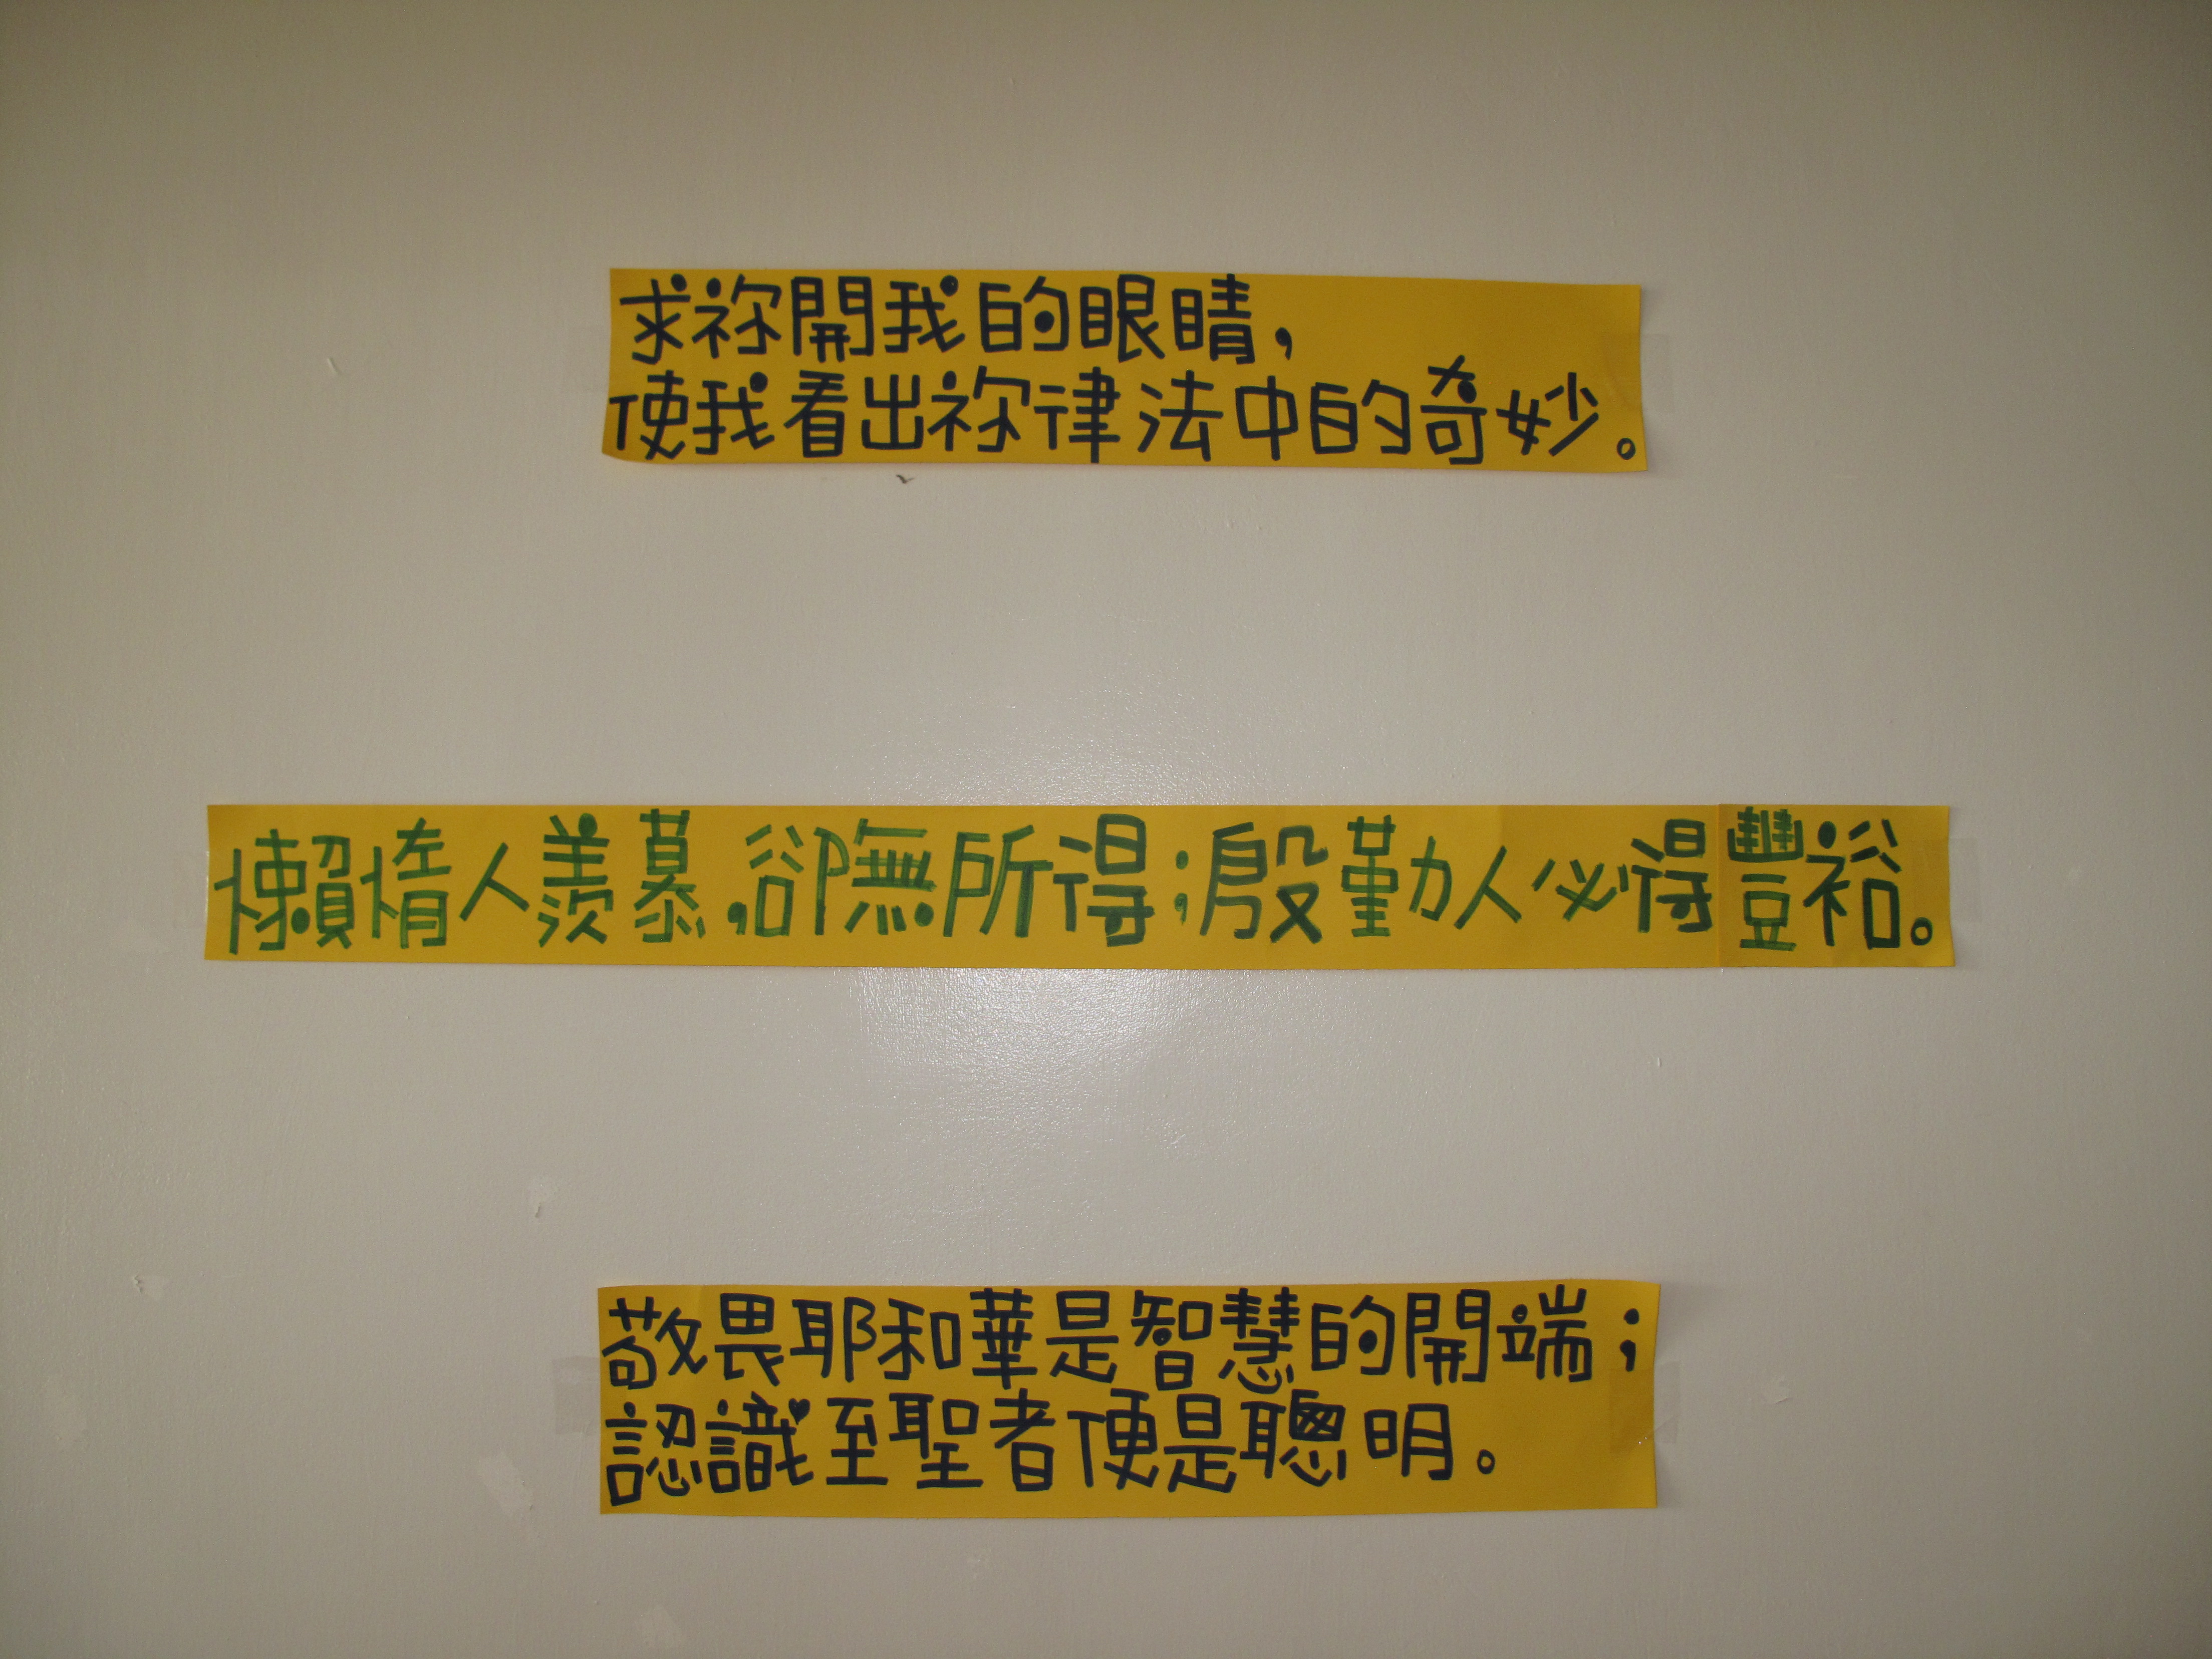 求祢開我的眼睛，
使我看出祢律法中的奇妙。
懶惰人羨慕，卻無所得；殷勤人必得豐裕。
敬畏耶和華是智慧的開端；
認識至聖者便是聰明。